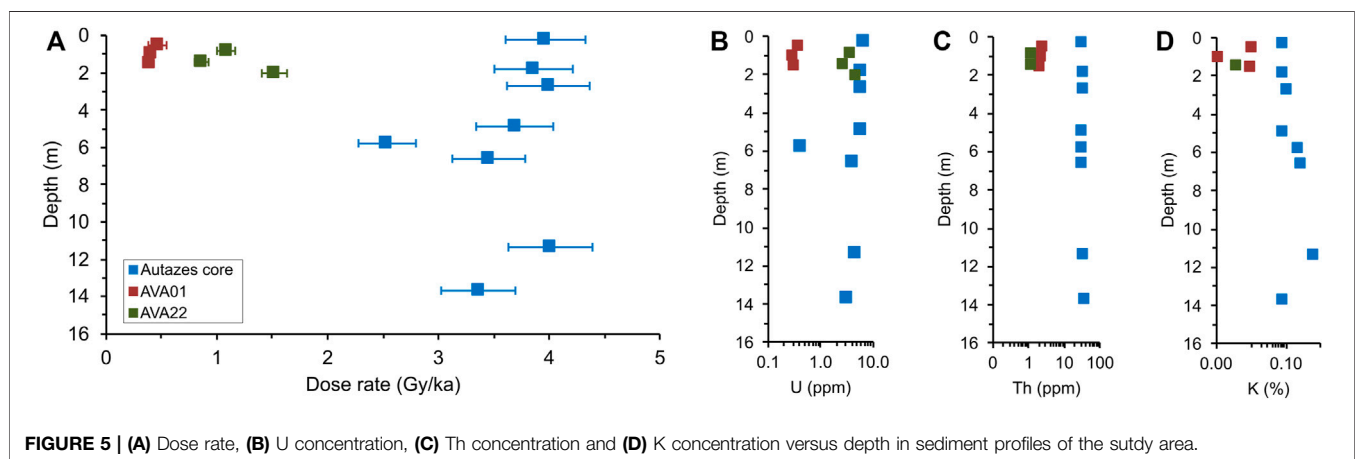 A
B
C
D
0
2
4
6
8
10
12
14
16
Depth (m)
Autazes core
AVA01
AVA22
0 1 2 3 4 5
Dose rate (Gy/ka)
0
2
4
6
8
10
12
14
16
Depth (m)
0.1 1.0 10.0
U (ppm)
0
2
4
6
8
10
12
14
16
Depth (m)
0 1 10 100
Th (ppm)
0
2
4
6
8
10
12
14
16
Depth (m)
0.00 0.10
K (%)
FIGURE 5 | (A) Dose rate, (B) U concentration, (C) Th concentration and (D) K concentration versus depth in sediment profiles of the sutdy area.